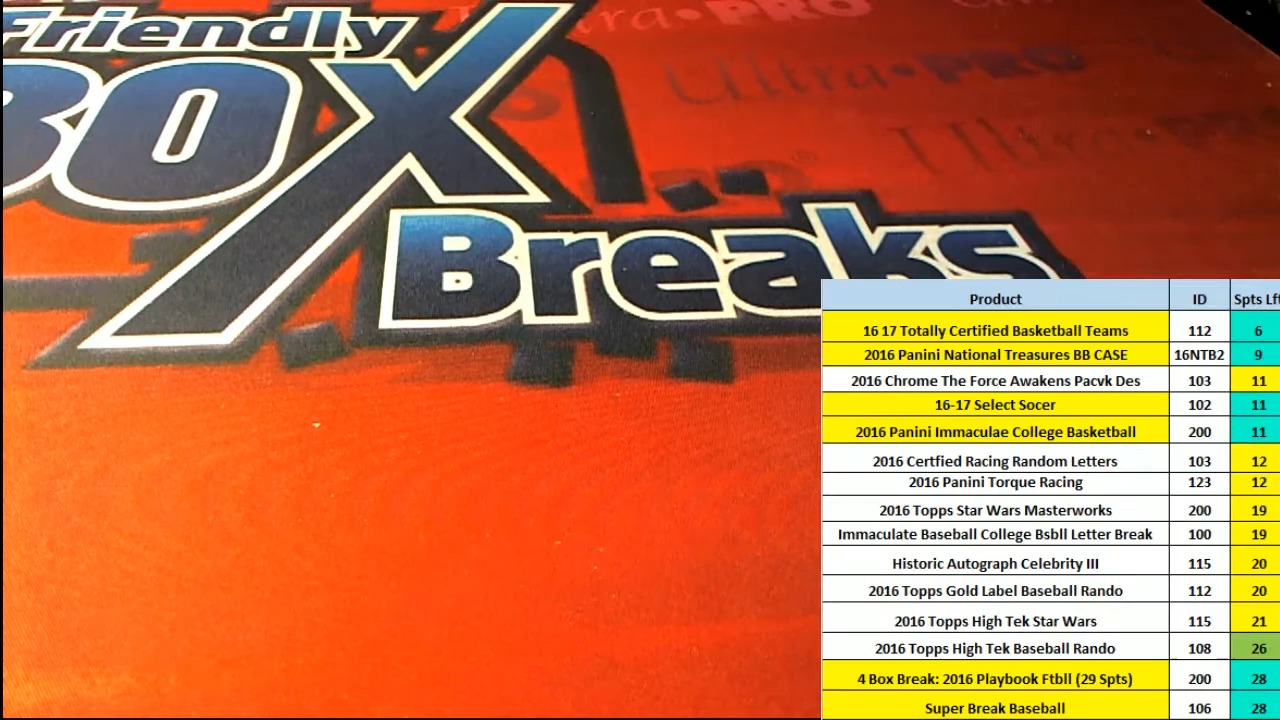 Friendly
BOX
Breaks
Ultra•PRO
Ultra•PRO
Ultra•PRO
Product ID Spts Lft
16 17 Totally Certified Basketball Teams 112 6
2016 Panini National Treasures BB CASE 16NTB2 9
2016 Chrome The Force Awakens Pacvk Des 103 11
16-17 Select Socer 102 11
2016 Panini Immaculae College Basketball 200 11
2016 Certfied Racing Random Letters 103 12
2016 Panini Torque Racing 123 12
2016 Topps Star Wars Masterworks 200 19
Immaculate Baseball College Bsbll Letter Break 100 19
Historic Autograph Celebrity III 115 20
2016 Topps Gold Label Baseball Rando 112 20
2016 Topps High Tek Star Wars 115 21
2016 Topps High Tek Baseball Rando 108 26
4 Box Break: 2016 Playbook Ftbll (29 Spts) 200 28
Super Break Baseball 106 28